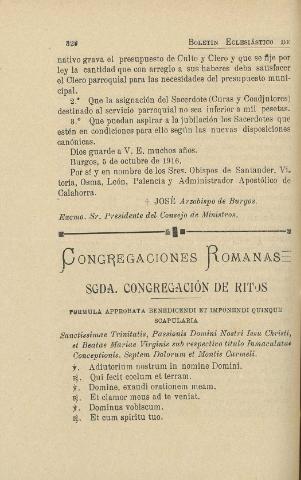 328 BOLETIN ECLESIÁSTICO DE
nativo grava el presupuesto de Culto y Clero y que se fije por
ley la cantidad que con arreglo a sus haberes deba satisfacer
el Clero parroquial para las necesidades del presupuesto muni-
cipal.
2.º Que la asignación del Sacerdote (Curas y Coadjutores)
destinado al servicio parroquial no sea inferior a mil pesetas.
3.º Que puedan aspirar a la jubilación los Sacerdotes que
estén en condiciones para ello según las nuevas disposiciones
canónicas.
Dios guarde a V. E. muchos años.
Burgos, 5 de octubre de 1916.
Por sí y en nombre de los Sres. Obispos de Santander, Vi-
toria, Osma, León, Palencia y Administrador Apostólico de
Calahorra.
† JOSÉ Arzobispo de Burgos.
Excmo. Sr. Presidente del Consejo de Ministros.
CONGREGACIONES ROMANAS
SGDA. CONGREGACIÓN DE RITOS
FORMULA APPROBATA BENEDICENDI ET IMPONENDI QUINQUE
SCAPULARIA
Sanctissimae Trinitatis, Passionis Domini Nostri Iesu Christi,
et Beatae Mariae Virginis sub respectivo titulo Inmaculatae
Conceptionis, Septem Dolorum et Montis Carmeli.
℣. Adiutorium nostrum in nomine Domini.
℟. Qui fecit coelum et terram.
℣. Domine, exaudi orationem meam.
℟. Et clamor meus ad te veniat.
℣. Dominus vobiscum.
℟. Et cum spiritu tuo.